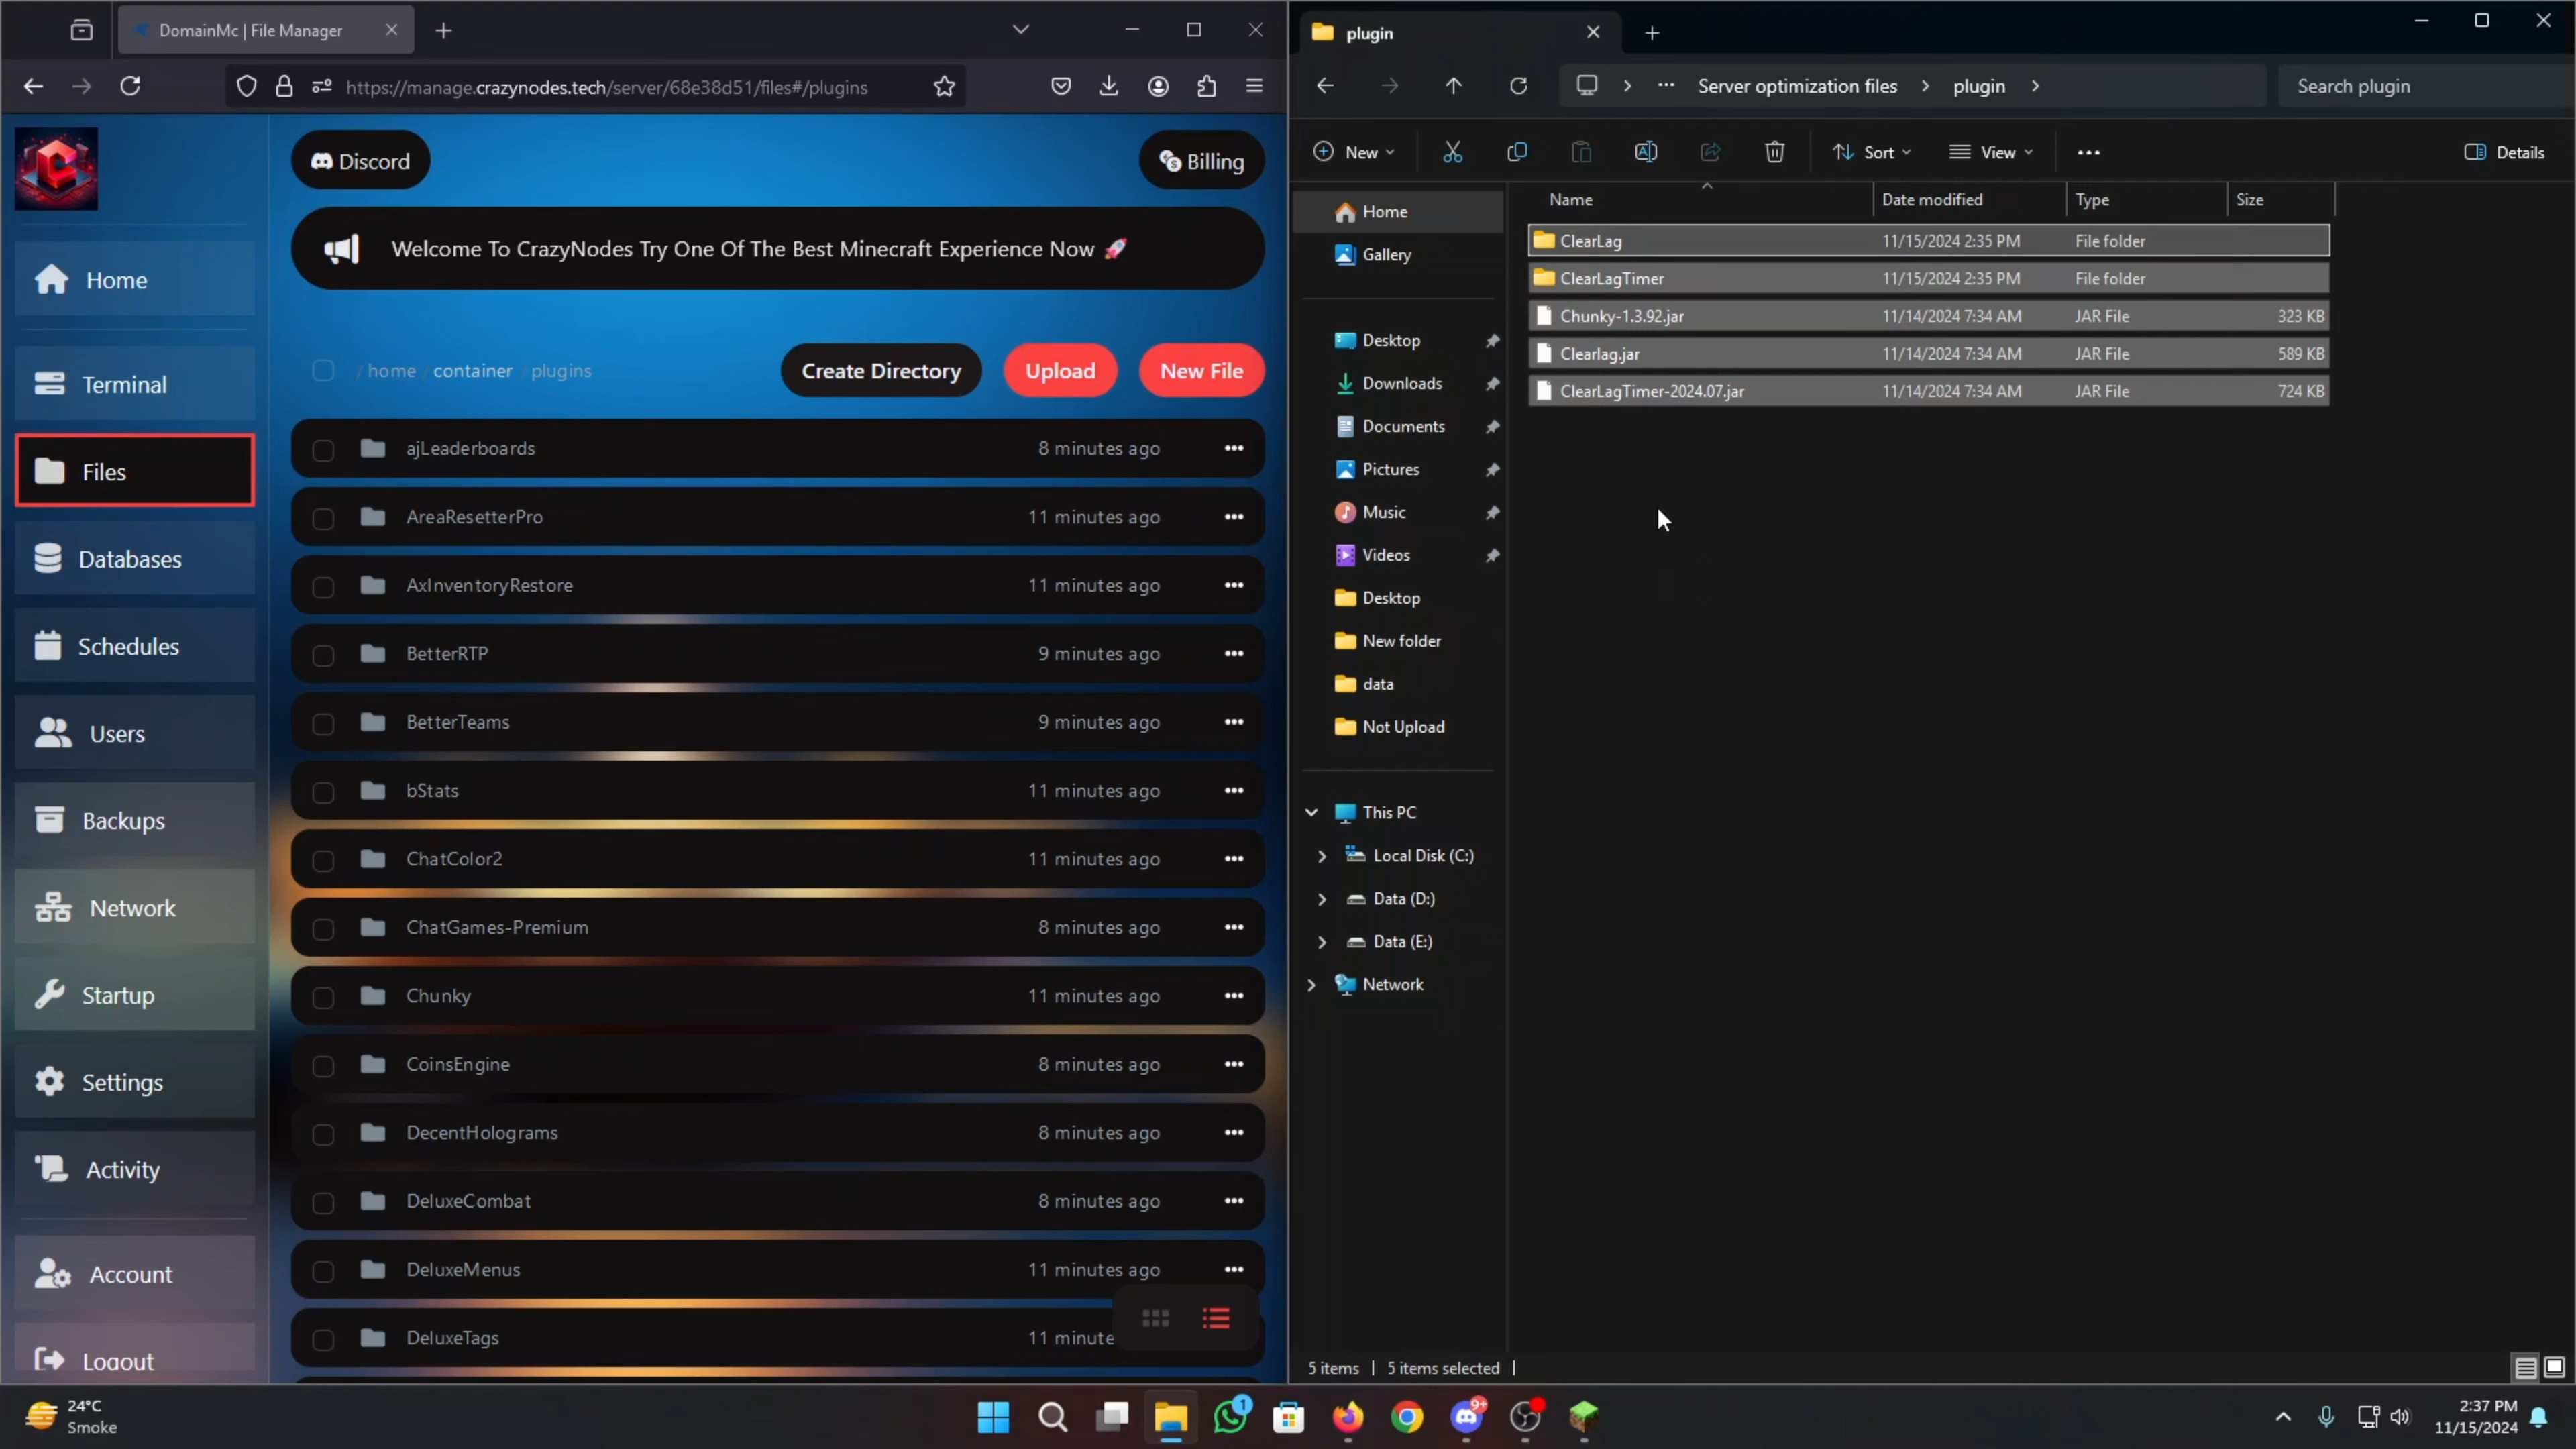 DomainMc | File Manager
https://manage.crazynodes.tech/server/68e38d51/files#/plugins
Discord
Billing
Welcome To CrazyNodes Try One Of The Best Minecraft Experience Now 🚀
Home
Terminal
Files
Databases
Schedules
Users
Backups
Network
Startup
Settings
Activity
Account
Logout
/ home / container / plugins
Create Directory
Upload
New File
ajLeaderboards 8 minutes ago
AreaResetterPro 11 minutes ago
AxInventoryRestore 11 minutes ago
BetterRTP 9 minutes ago
BetterTeams 9 minutes ago
bStats 11 minutes ago
ChatColor2 11 minutes ago
ChatGames-Premium 8 minutes ago
Chunky 11 minutes ago
CoinsEngine 8 minutes ago
DecentHolograms 8 minutes ago
DeluxeCombat 8 minutes ago
DeluxeMenus 11 minutes ago
DeluxeTags 11 minute
plugin
Server optimization files > plugin >
Search plugin
New
Sort
View
Details
Home
Gallery
Desktop
Downloads
Documents
Pictures
Music
Videos
Desktop
New folder
data
Not Upload
This PC
Local Disk (C:)
Data (D:)
Data (E:)
Network
Name Date modified Type Size
ClearLag 11/15/2024 2:35 PM File folder
ClearLagTimer 11/15/2024 2:35 PM File folder
Chunky-1.3.92.jar 11/14/2024 7:34 AM JAR File 323 KB
Clearlag.jar 11/14/2024 7:34 AM JAR File 589 KB
ClearLagTimer-2024.07.jar 11/14/2024 7:34 AM JAR File 724 KB
5 items | 5 items selected |
24°C
Smoke
1
9+
2:37 PM
11/15/2024